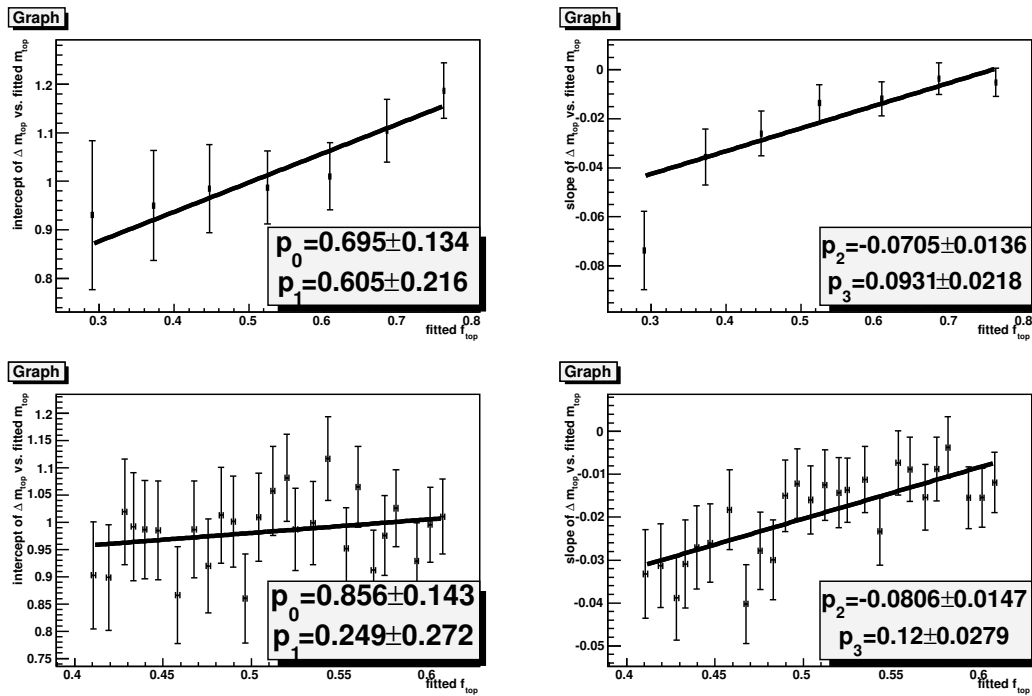 Graph
intercept of Δ m_top vs. fitted m_top
1.2
1.1
1
0.9
0.8
p_0=0.695±0.134
p_1=0.605±0.216
0.3 0.4 0.5 0.6 0.7 0.8
fitted f_top
Graph
slope of Δ m_top vs. fitted m_top
0
-0.02
-0.04
-0.06
-0.08
p_2=-0.0705±0.0136
p_3=0.0931±0.0218
0.3 0.4 0.5 0.6 0.7 0.8
fitted f_top
Graph
intercept of Δ m_top vs. fitted m_top
1.2
1.15
1.1
1.05
1
0.95
0.9
0.85
0.8
0.75
p_0=0.856±0.143
p_1=0.249±0.272
0.4 0.45 0.5 0.55 0.6
fitted f_top
Graph
slope of Δ m_top vs. fitted m_top
0
-0.01
-0.02
-0.03
-0.04
-0.05
p_2=-0.0806±0.0147
p_3=0.12±0.0279
0.4 0.45 0.5 0.55 0.6
fitted f_top